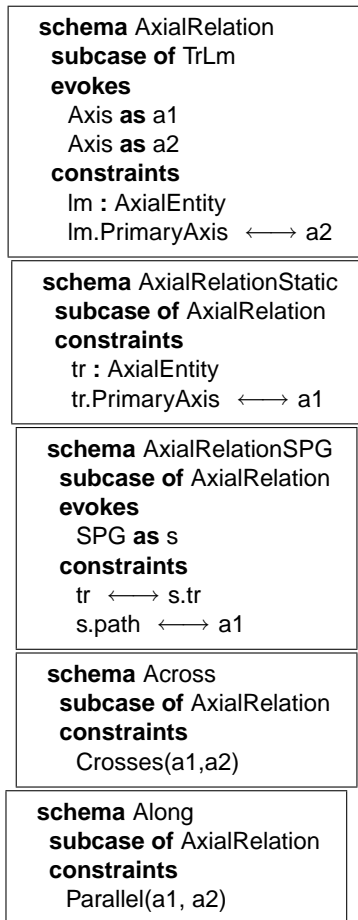 schema AxialRelation
subcase of TrLm
evokes
Axis as a1
Axis as a2
constraints
lm : AxialEntity
lm.PrimaryAxis ⟷ a2
schema AxialRelationStatic
subcase of AxialRelation
constraints
tr : AxialEntity
tr.PrimaryAxis ⟷ a1
schema AxialRelationSPG
subcase of AxialRelation
evokes
SPG as s
constraints
tr ⟷ s.tr
s.path ⟷ a1
schema Across
subcase of AxialRelation
constraints
Crosses(a1,a2)
schema Along
subcase of AxialRelation
constraints
Parallel(a1, a2)